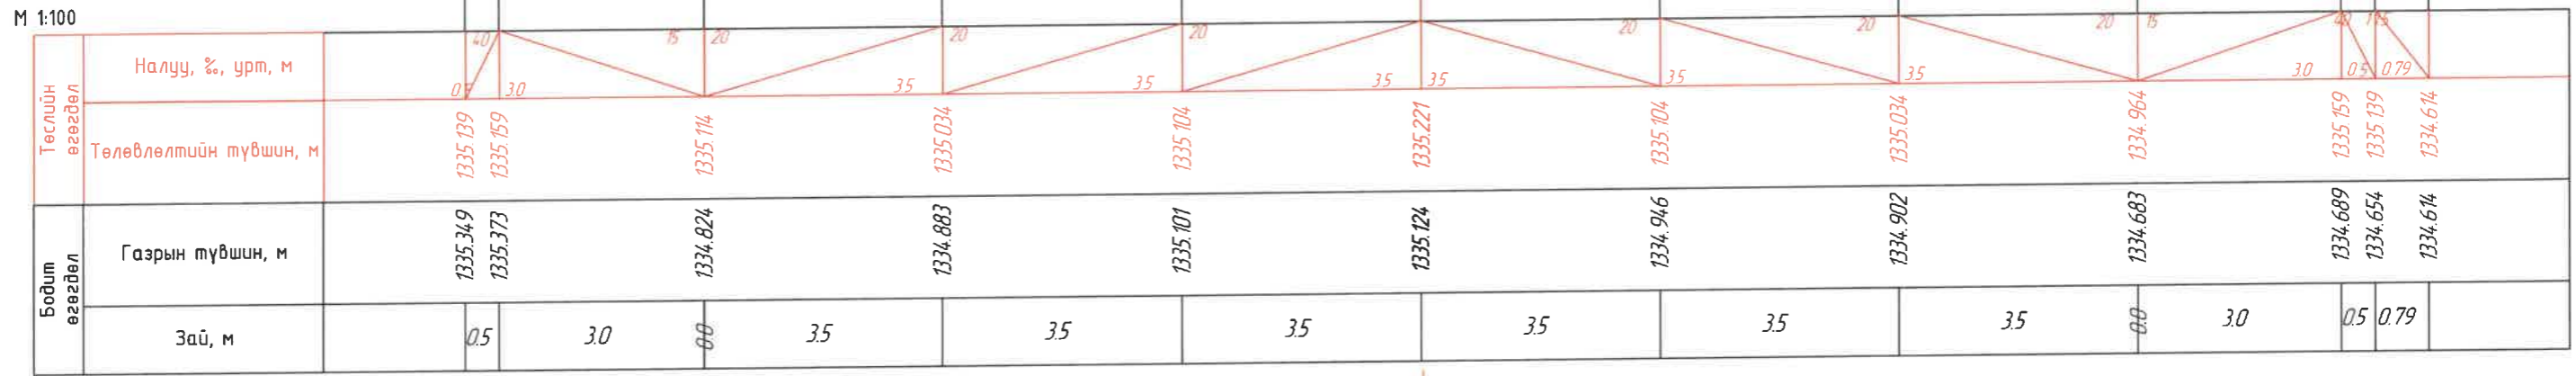 М 1:100
Төслийн өгөгдөл
Налуу, ‰, урт, м
40 15 20 20 20 20 20 20 15 40
3.0 3.5 3.5 3.5 3.5 3.5 3.5 3.0 0.5 0.79
Төлөвлөлтийн түвшин, м
1335.139 1335.159 1335.114 1335.034 1335.104 1335.221 1335.104 1335.034 1334.964 1335.159 1335.139 1334.614
Бодит өгөгдөл
Газрын түвшин, м
1335.349 1335.373 1334.824 1334.883 1335.101 1335.124 1334.946 1334.902 1334.683 1334.689 1334.654 1334.614
Зай, м
0.5 3.0 0.0 3.5 3.5 3.5 3.5 3.5 3.5 0.0 3.0 0.5 0.79